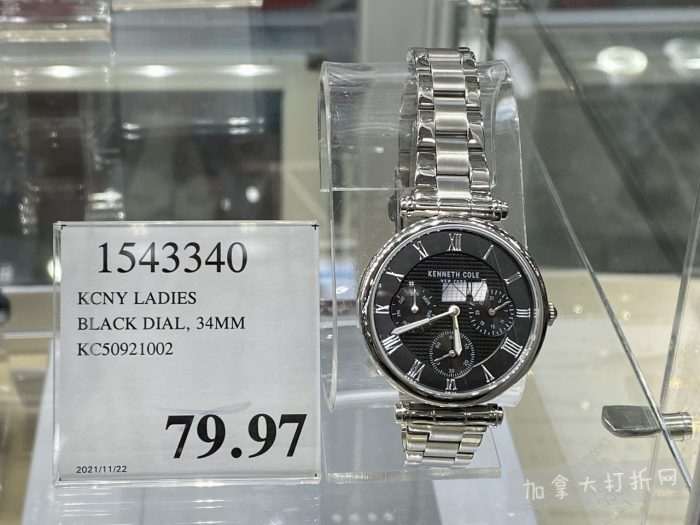 1543340
KCNY LADIES
BLACK DIAL, 34MM
KC50921002
79.97
2021/11/22
KENNETH COLE
XII
加拿大打折网